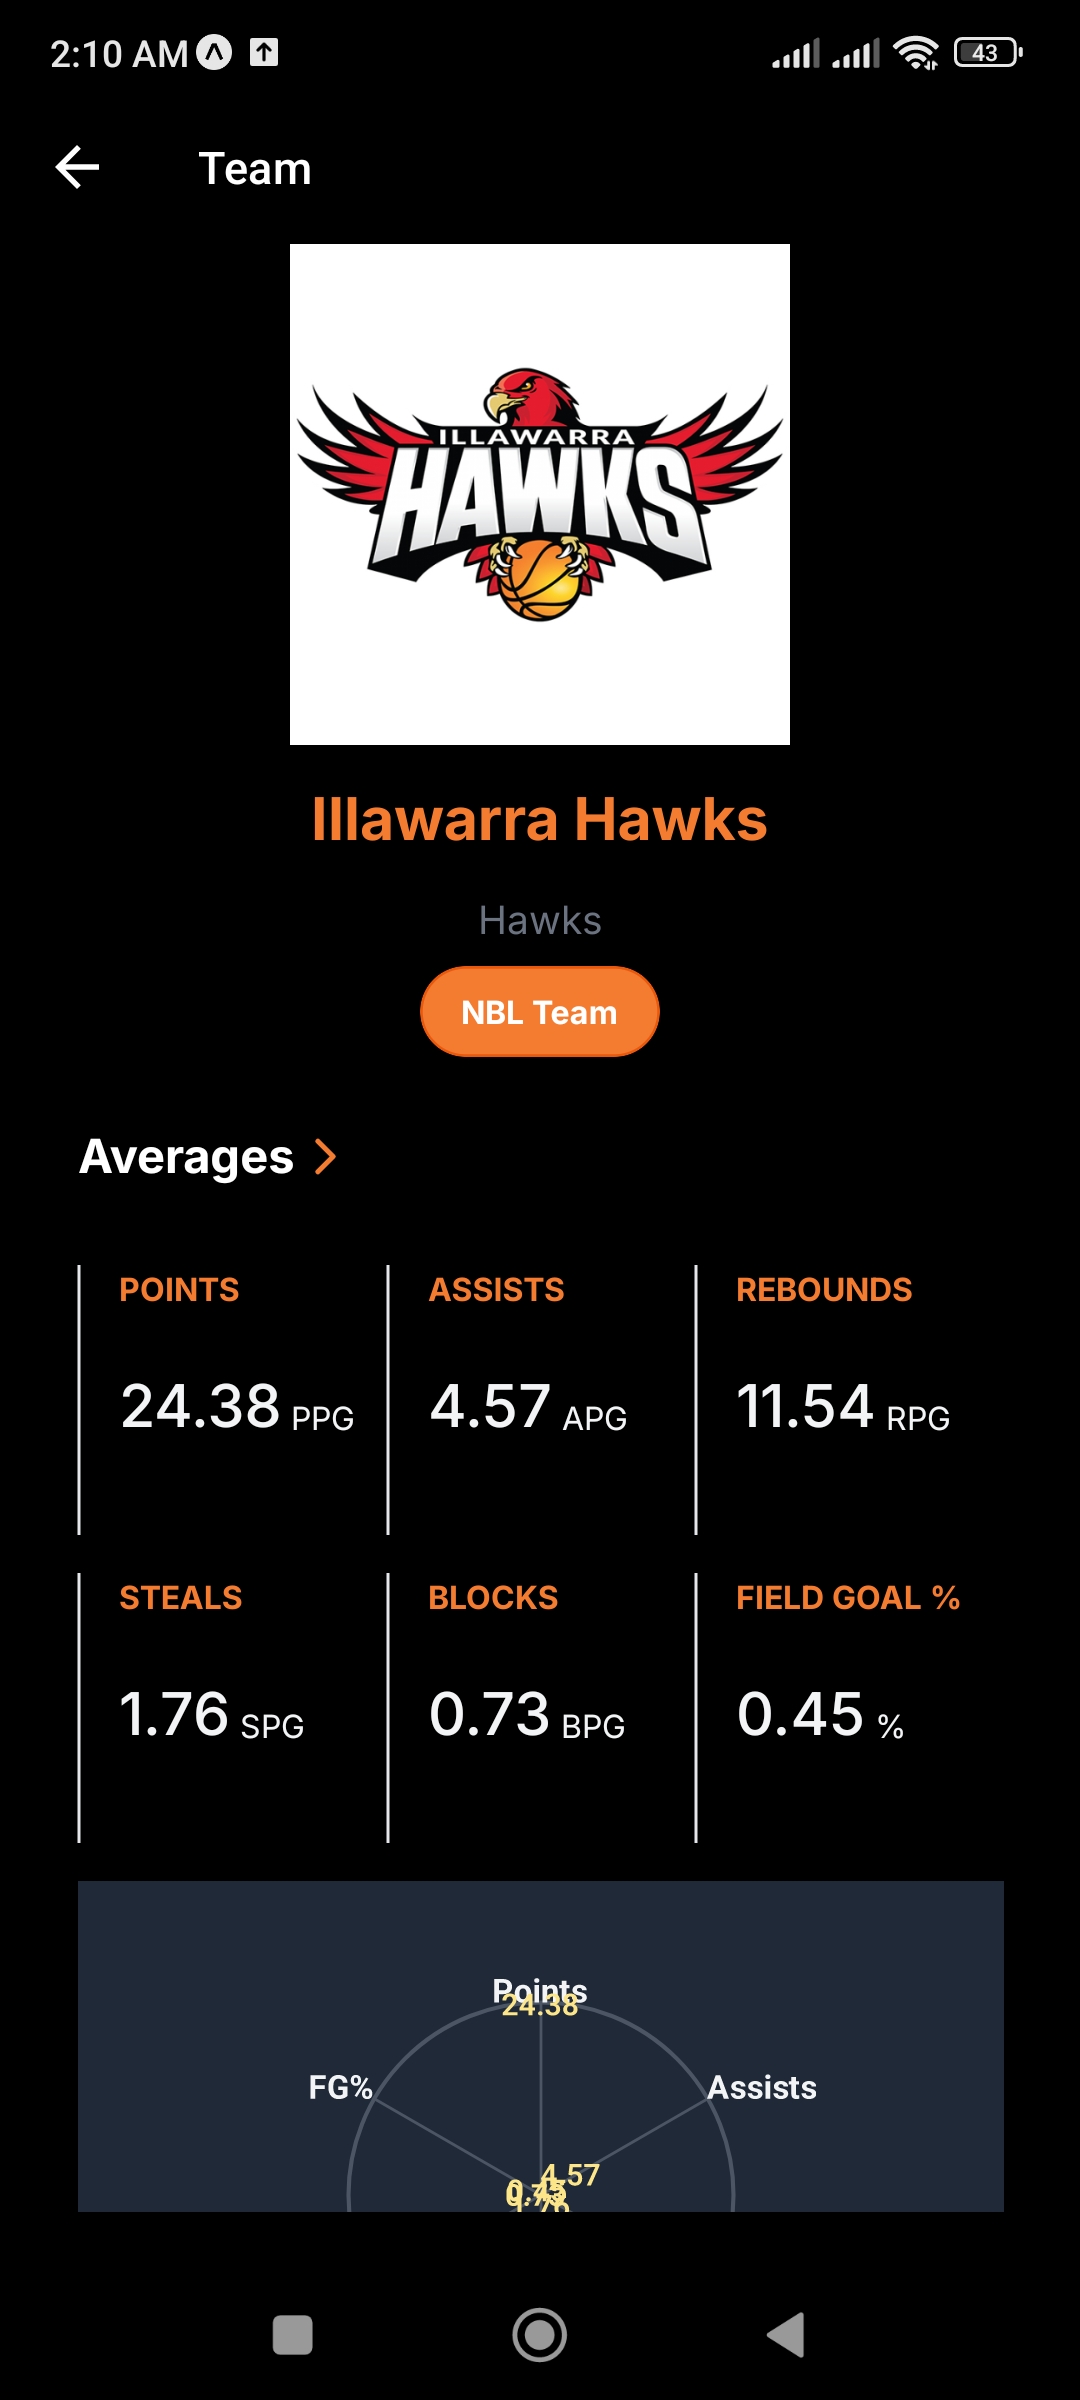 2:10 AM
43
Team
ILLAWARRA
HAWKS
Illawarra Hawks
Hawks
NBL Team
Averages
POINTS ASSISTS REBOUNDS
24.38 PPG 4.57 APG 11.54 RPG
STEALS BLOCKS FIELD GOAL %
1.76 SPG 0.73 BPG 0.45 %
Points
24.38
FG% Assists
4.57